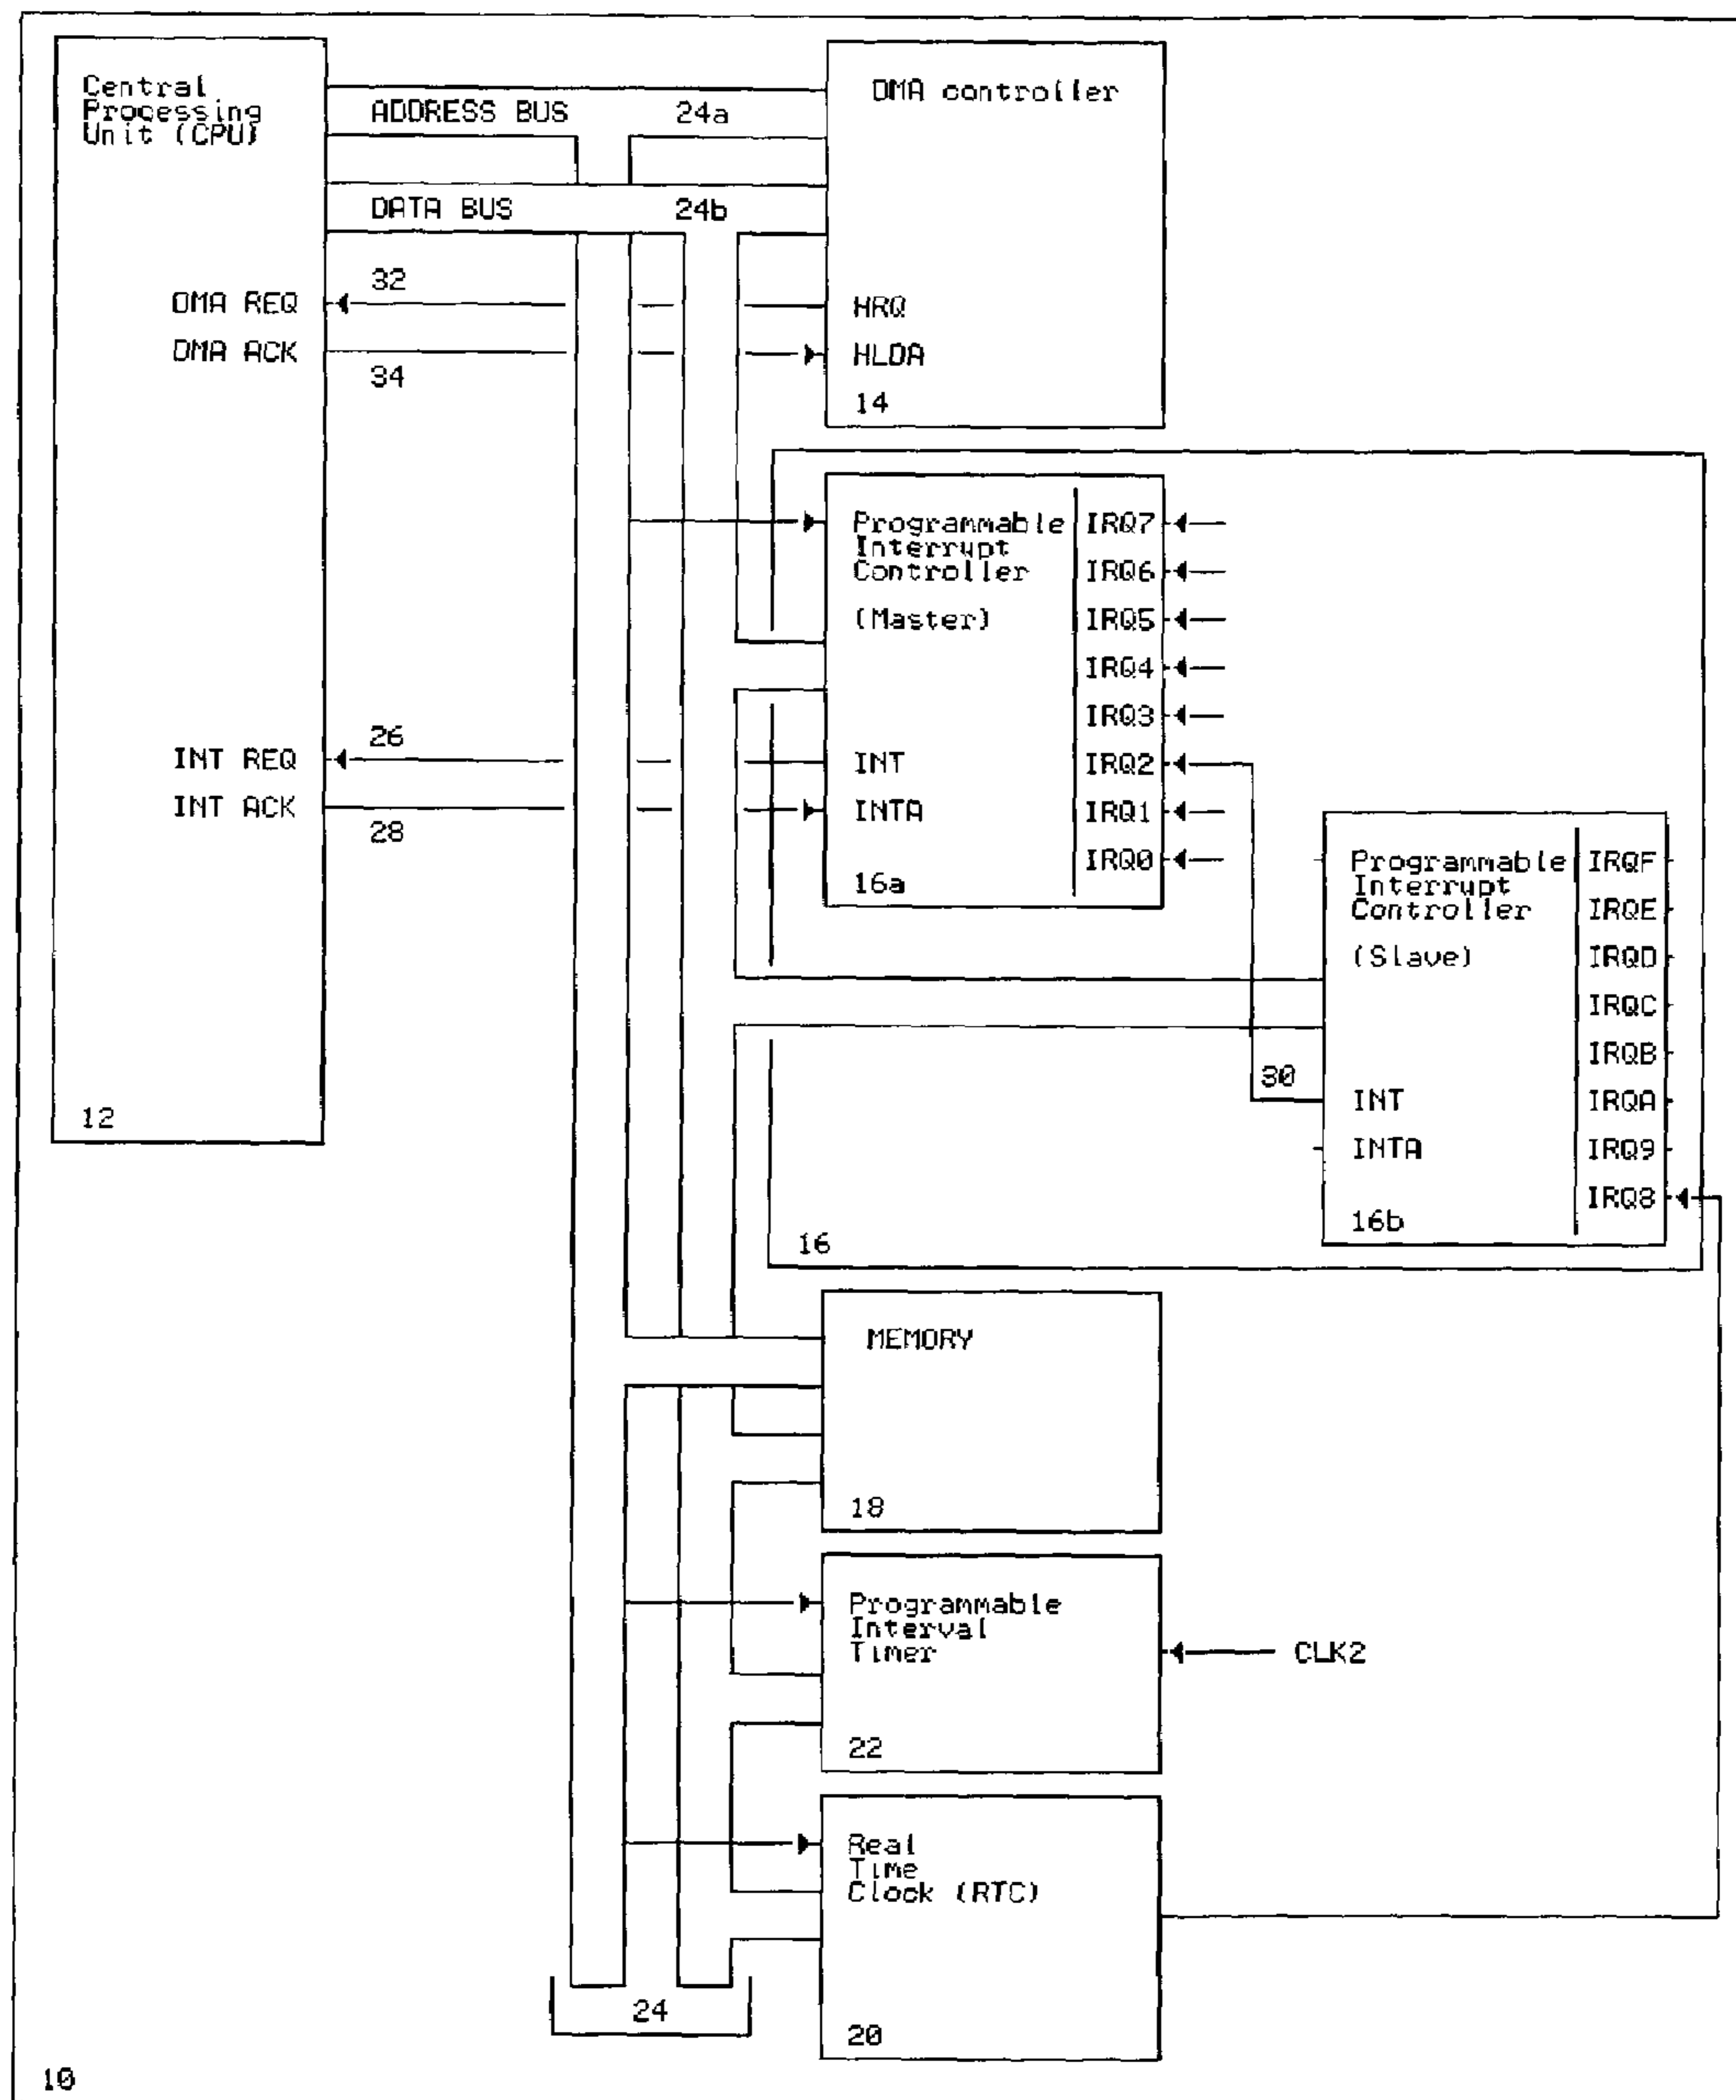 Central
Processing
Unit (CPU)
ADDRESS BUS
24a
DATA BUS
24b
DMA REQ
32
DMA ACK
34
INT REQ
26
INT ACK
28
12
DMA controller
HRQ
HLDA
14
Programmable
Interrupt
Controller
(Master)
INT
INTA
16a
IRQ7
IRQ6
IRQ5
IRQ4
IRQ3
IRQ2
IRQ1
IRQ0
Programmable
Interrupt
Controller
(Slave)
30
INT
INTA
16b
IRQF
IRQE
IRQD
IRQC
IRQB
IRQA
IRQ9
IRQ8
16
MEMORY
18
Programmable
Interval
Timer
CLK2
22
Real
Time
Clock (RTC)
20
24
10